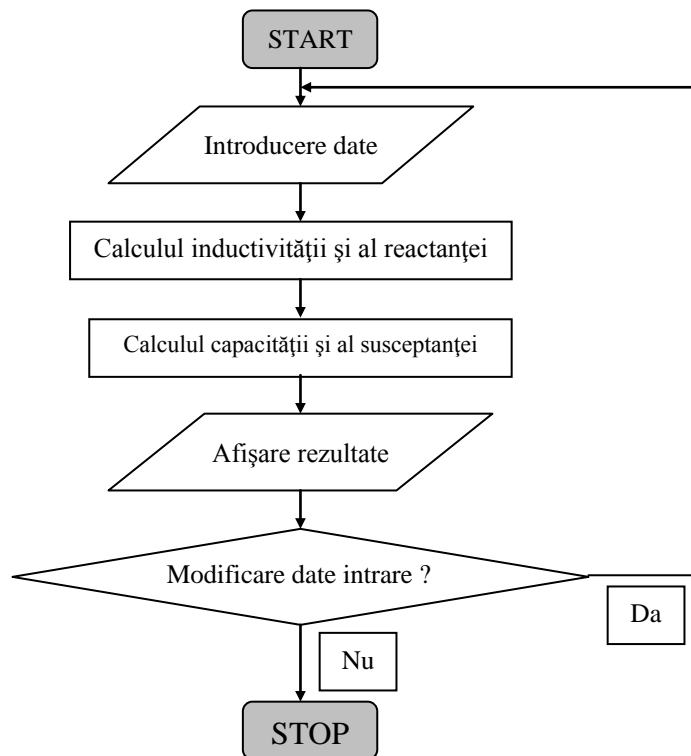 START
Introducere date
Calculul inductivităţii şi al reactanţei
Calculul capacităţii şi al susceptanţei
Afişare rezultate
Modificare date intrare ?
Da
Nu
STOP